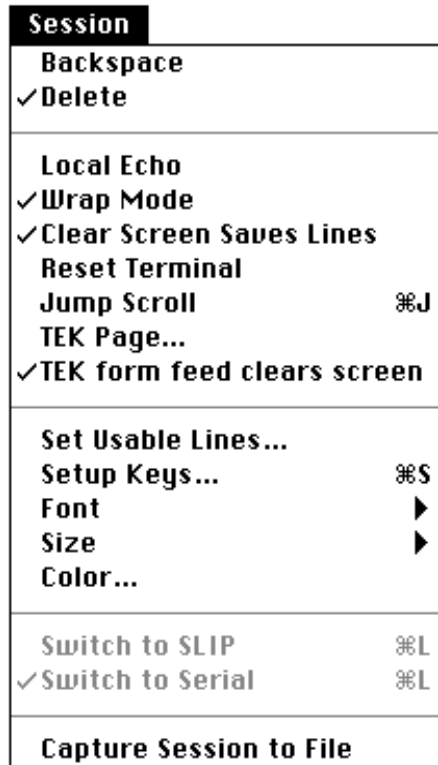 Session
Backspace
✓Delete
Local Echo
✓Wrap Mode
✓Clear Screen Saves Lines
Reset Terminal
Jump Scroll ⌘J
TEK Page...
✓TEK form feed clears screen
Set Usable Lines...
Setup Keys... ⌘S
Font ▶
Size ▶
Color...
Switch to SLIP ⌘L
✓Switch to Serial ⌘L
Capture Session to File